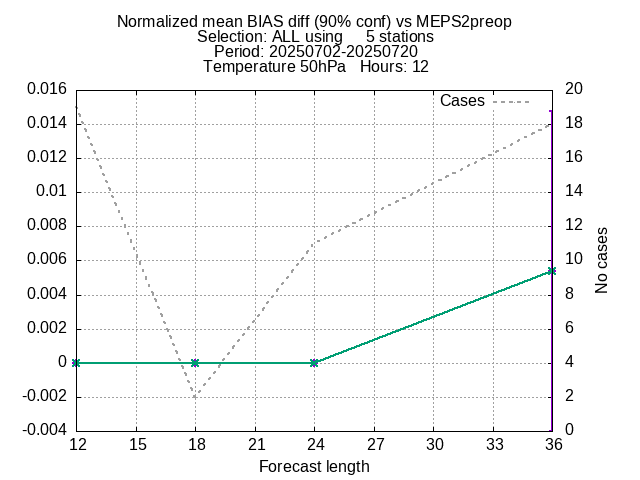 Normalized mean BIAS diff (90% conf) vs MEPS2preop
Selection: ALL using     5 stations
Period: 20250702-20250720
Temperature 50hPa   Hours: 12
0.016
0.014
0.012
0.01
0.008
0.006
0.004
0.002
0
-0.002
-0.004
20
18
16
14
12
10
8
6
4
2
0
Cases
No cases
12 15 18 21 24 27 30 33 36
Forecast length